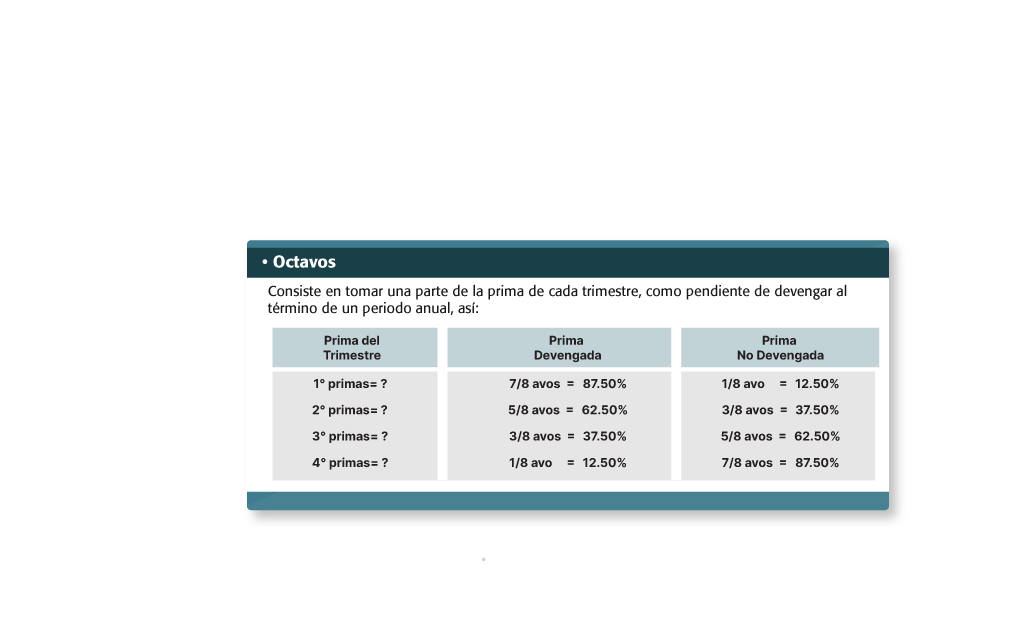 • Octavos
Consiste en tomar una parte de la prima de cada trimestre, como pendiente de devengar al
término de un periodo anual, así:
Prima del Trimestre
Prima Devengada
Prima No Devengada
1° primas= ? 7/8 avos = 87.50% 1/8 avo = 12.50%
2° primas= ? 5/8 avos = 62.50% 3/8 avos = 37.50%
3° primas= ? 3/8 avos = 37.50% 5/8 avos = 62.50%
4° primas= ? 1/8 avo = 12.50% 7/8 avos = 87.50%